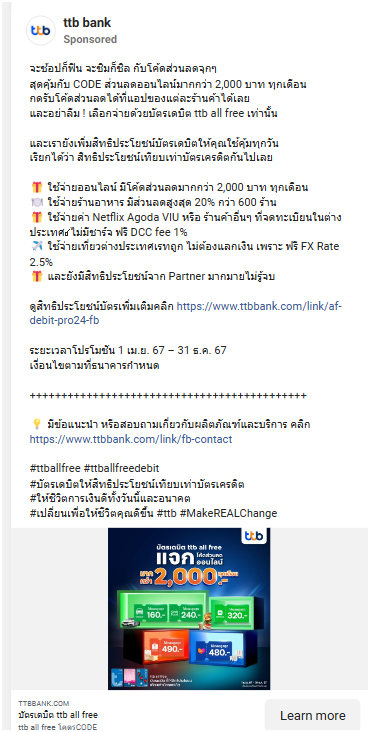 ttb bank
Sponsored
จะช้อปก็ฟิน จะชิมก็ชิล กับโค้ดส่วนลดจุกๆ
สุดคุ้มกับ CODE ส่วนลดออนไลน์มากกว่า 2,000 บาท ทุกเดือน
กดรับโค้ดส่วนลดได้ที่แอปของแต่ละร้านค้าได้เลย
และอย่าลืม ! เลือกจ่ายด้วยบัตรเดบิต ttb all free เท่านั้น
และเรายังเพิ่มสิทธิประโยชน์บัตรเดบิตให้คุณใช้คุ้มทุกวัน
เรียกได้ว่า สิทธิประโยชน์เทียบเท่าบัตรเครดิตกันไปเลย
🎁 ใช้จ่ายออนไลน์ มีโค้ดส่วนลดมากกว่า 2,000 บาท ทุกเดือน
🍽️ ใช้จ่ายร้านอาหาร มีส่วนลดสูงสุด 20% กว่า 600 ร้าน
🎁 ใช้จ่ายค่า Netflix Agoda VIU หรือ ร้านค้าอื่นๆ ที่จดทะเบียนในต่าง
ประเทศ ไม่มีชาร์จ ฟรี DCC fee 1%
✈️ ใช้จ่ายเที่ยวต่างประเทศเรทถูก ไม่ต้องแลกเงิน เพราะ ฟรี FX Rate
2.5%
🎁 และยังมีสิทธิประโยชน์จาก Partner มากมายไม่รู้จบ
ดูสิทธิประโยชน์บัตรเพิ่มเติมคลิก https://www.ttbbank.com/link/af-
debit-pro24-fb
ระยะเวลาโปรโมชัน 1 เม.ย. 67 – 31 ธ.ค. 67
เงื่อนไขตามที่ธนาคารกำหนด
++++++++++++++++++++++++++++++++++++++++++++
💡 มีข้อแนะนำ หรือสอบถามเกี่ยวกับผลิตภัณฑ์และบริการ คลิก
https://www.ttbbank.com/link/fb-contact
#ttballfree #ttballfreedebit
#บัตรเดบิตให้สิทธิประโยชน์เทียบเท่าบัตรเครดิต
#ให้ชีวิตการเงินดีทั้งวันนี้และอนาคต
#เปลี่ยนเพื่อให้ชีวิตคุณดีขึ้น #ttb #MakeREALChange
ttb
บัตรเดบิต ttb all free
แจก โค้ดส่วนลด ออนไลน์
มากกว่า 2,000.- ทุกเดือน
160.- 240.- 320.-
490.- 480.-
TTBBANK.COM
บัตรเดบิต ttb all free
ttb all free โคตรCODE
Learn more